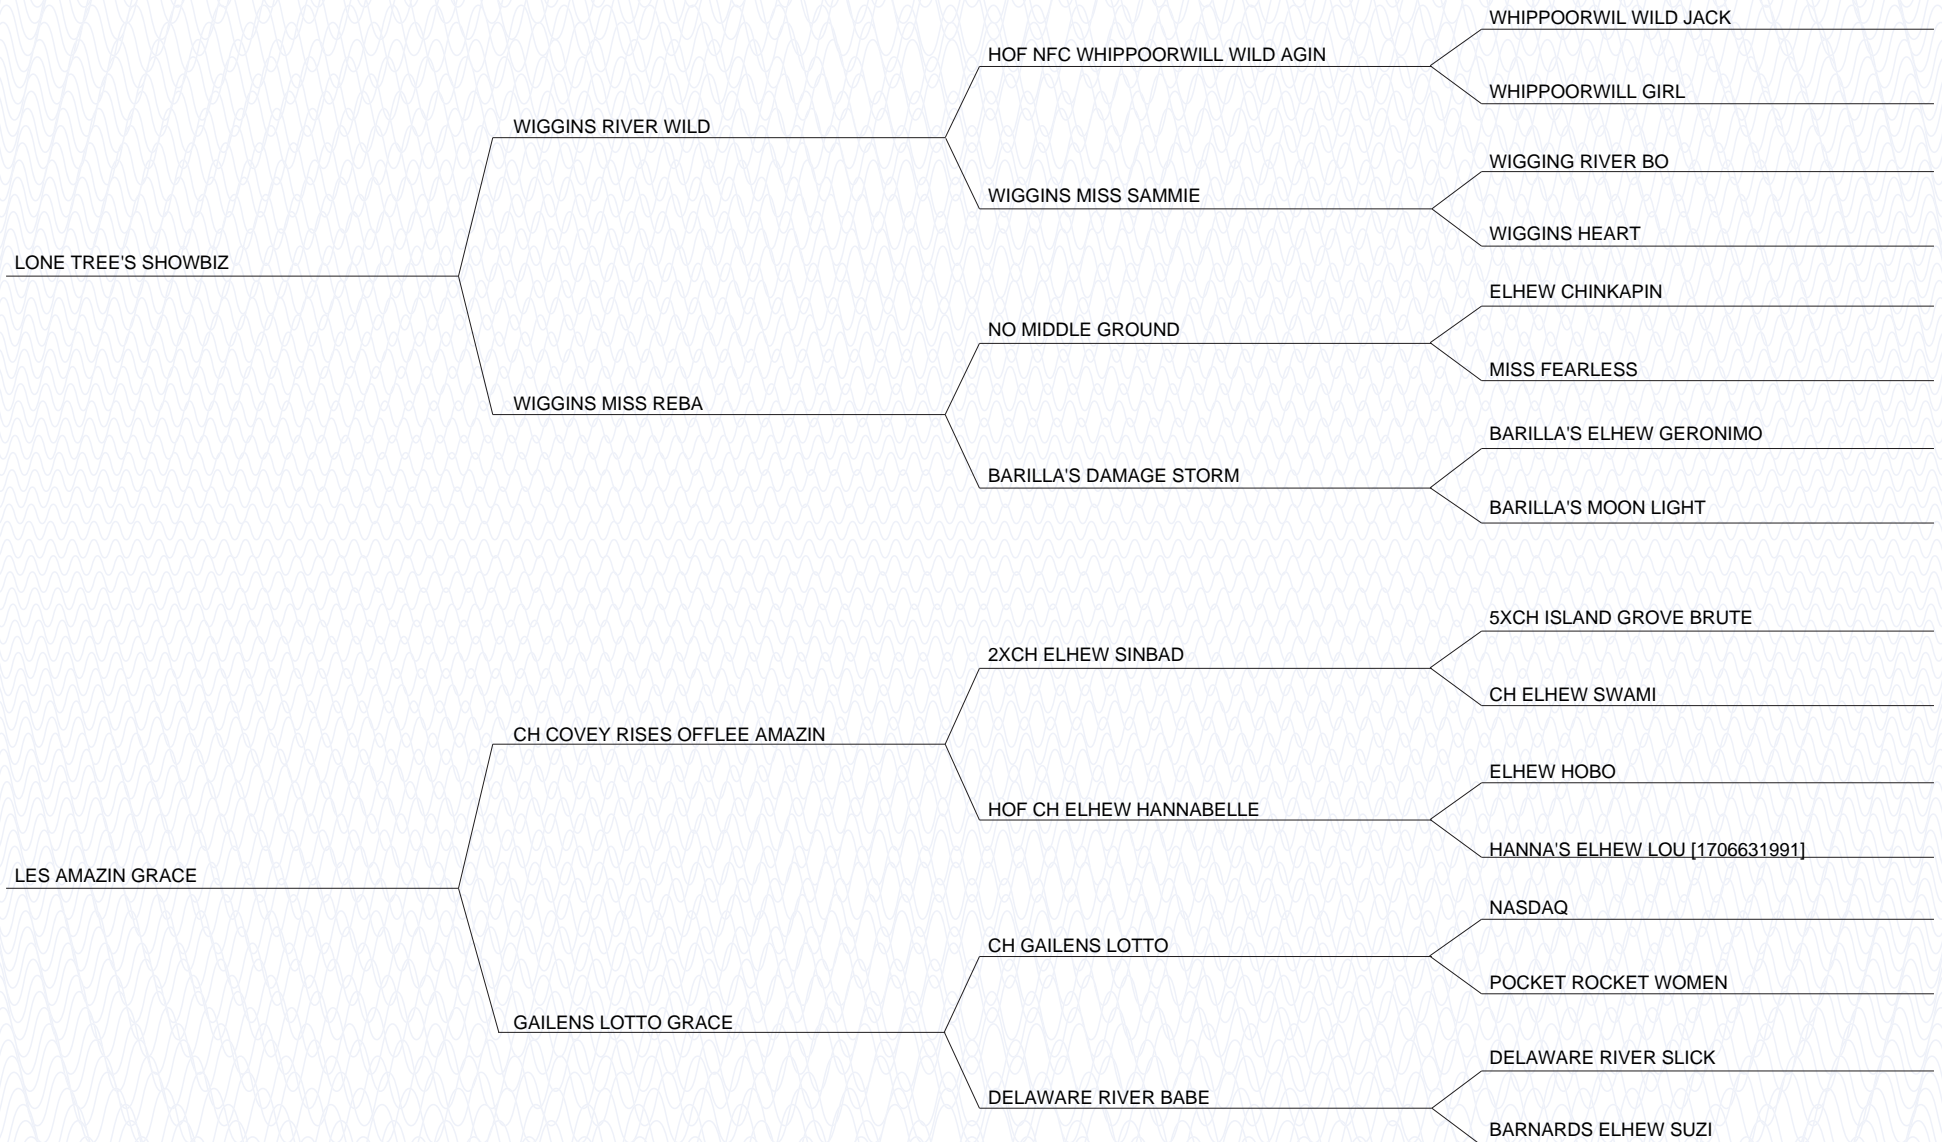 WHIPPOORWIL WILD JACK
HOF NFC WHIPPOORWILL WILD AGIN
WHIPPOORWILL GIRL
WIGGINS RIVER WILD
WIGGING RIVER BO
WIGGINS MISS SAMMIE
WIGGINS HEART
LONE TREE'S SHOWBIZ
ELHEW CHINKAPIN
NO MIDDLE GROUND
MISS FEARLESS
WIGGINS MISS REBA
BARILLA'S ELHEW GERONIMO
BARILLA'S DAMAGE STORM
BARILLA'S MOON LIGHT
5XCH ISLAND GROVE BRUTE
2XCH ELHEW SINBAD
CH ELHEW SWAMI
CH COVEY RISES OFFLEE AMAZIN
ELHEW HOBO
HOF CH ELHEW HANNABELLE
HANNA'S ELHEW LOU [1706631991]
LES AMAZIN GRACE
NASDAQ
CH GAILENS LOTTO
POCKET ROCKET WOMEN
GAILENS LOTTO GRACE
DELAWARE RIVER SLICK
DELAWARE RIVER BABE
BARNARDS ELHEW SUZI